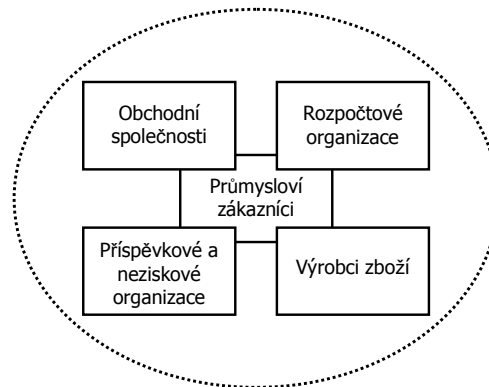 Obchodní
společnosti
Rozpočtové
organizace
Průmysloví
zákazníci
Příspěvkové a
neziskové
organizace
Výrobci zboží